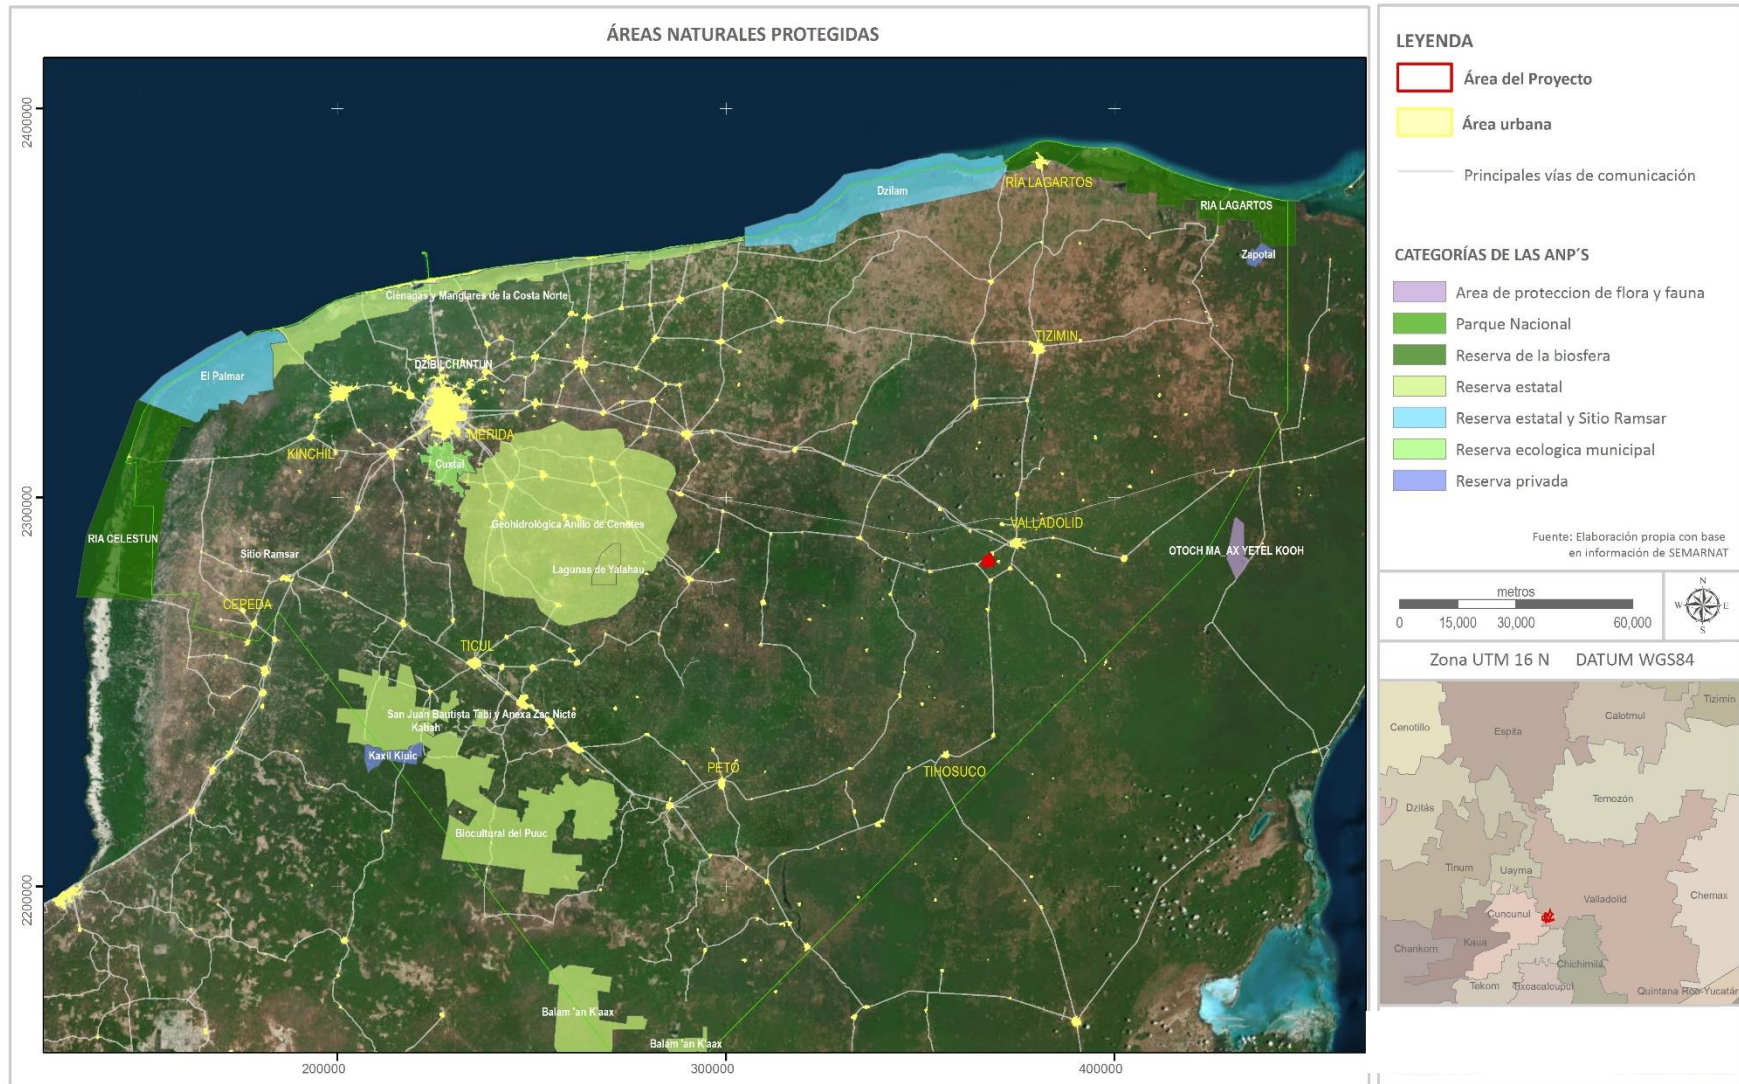 ÁREAS NATURALES PROTEGIDAS
2400000
2300000
2200000
200000
300000
400000
Dzilam
RIA LAGARTOS
RIA LAGARTOS
Zapotal
Ciénagas y Manglares de la Costa Norte
TIZIMIN
DZIBILCHANTUN
El Palmar
MÉRIDA
KINCHIL
Cuxtal
Geohidrològica Anillo de Cenotes
VALLADOLID
RIA CELESTUN
Sitio Ramsar
OTOCH MA_AX YETEL KOOH
Lagunas de Yalahau
CEPEDA
TICUL
San Juan Bautista Tabi y Anexa Zac Nicté
Kabah
Kaxil Kiuic
PETO
TIHOSUCO
Biocultural del Puuc
Balam 'an K'aax
Balam 'an K'aax
LEYENDA
Área del Proyecto
Área urbana
Principales vías de comunicación
CATEGORÍAS DE LAS ANP´S
Area de proteccion de flora y fauna
Parque Nacional
Reserva de la biosfera
Reserva estatal
Reserva estatal y Sitio Ramsar
Reserva ecologica municipal
Reserva privada
Fuente: Elaboración propia con base
en información de SEMARNAT
metros
0 15,000 30,000 60,000
N
W E
S
Zona UTM 16 N DATUM WGS84
Tizimín
Cenotillo
Calotmul
Espita
Temozón
Dzitás
Tinum
Uayma
Valladolid
Chemax
Cuncunul
Kaua
Chankom
Chichimilá
Tekom
Tixcacalcupul
Quintana Roo-Yucatán